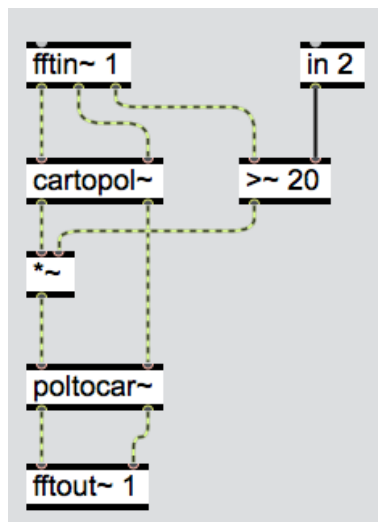 fftin~ 1
in 2
cartopol~
>~ 20
*~
poltocar~
fftout~ 1